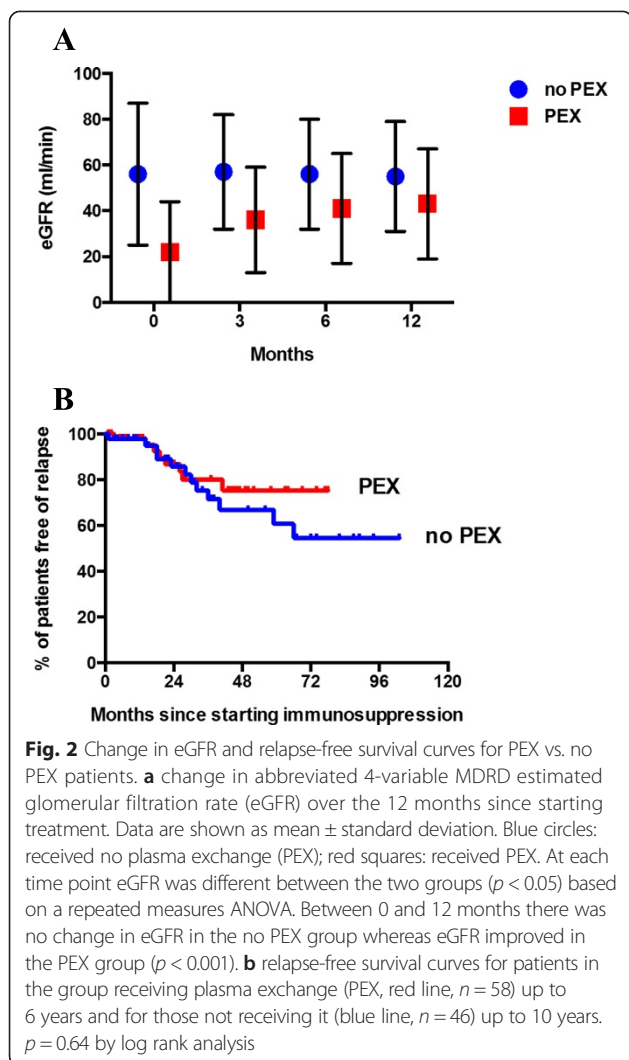 A
100
80
60
40
20
0
eGFR (ml/min)
0 3 6 12
Months
no PEX
PEX
B
100
80
60
40
20
0
% of patients free of relapse
PEX
no PEX
0 24 48 72 96 120
Months since starting immunosuppression
Fig. 2 Change in eGFR and relapse-free survival curves for PEX vs. no
PEX patients. a change in abbreviated 4-variable MDRD estimated
glomerular filtration rate (eGFR) over the 12 months since starting
treatment. Data are shown as mean ± standard deviation. Blue circles:
received no plasma exchange (PEX); red squares: received PEX. At each
time point eGFR was different between the two groups (p < 0.05) based
on a repeated measures ANOVA. Between 0 and 12 months there was
no change in eGFR in the no PEX group whereas eGFR improved in
the PEX group (p < 0.001). b relapse-free survival curves for patients in
the group receiving plasma exchange (PEX, red line, n = 58) up to
6 years and for those not receiving it (blue line, n = 46) up to 10 years.
p = 0.64 by log rank analysis